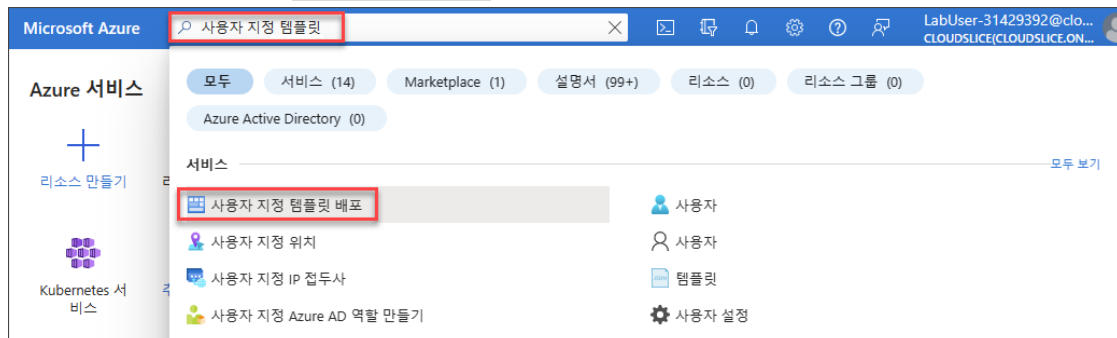 Microsoft Azure
사용자 지정 템플릿
LabUser-31429392@clo...
CLOUDSLICE(CLOUDSLICE.ON...
Azure 서비스
모두
서비스 (14)
Marketplace (1)
설명서 (99+)
리소스 (0)
리소스 그룹 (0)
Azure Active Directory (0)
서비스
모두 보기
리소스 만들기
사용자 지정 템플릿 배포
사용자
사용자 지정 위치
사용자
Kubernetes 서
비스
사용자 지정 IP 접두사
템플릿
사용자 지정 Azure AD 역할 만들기
사용자 설정